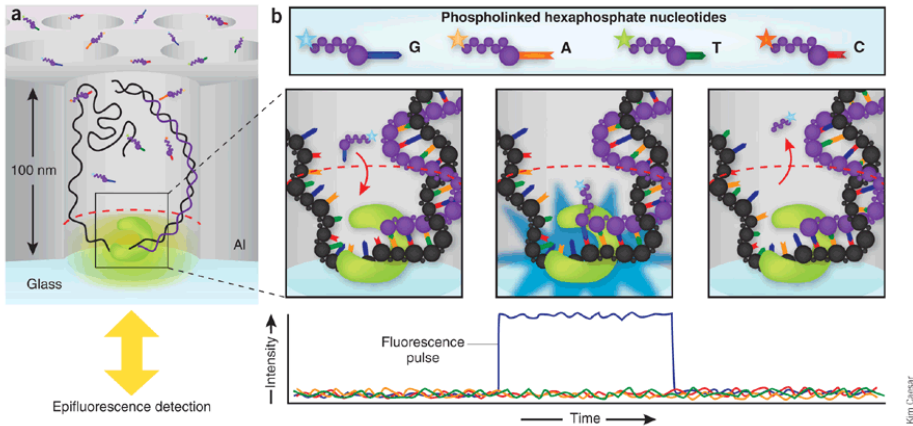 a
100 nm
Al
Glass
Epifluorescence detection
b
Phospholinked hexaphosphate nucleotides
G
A
T
C
Fluorescence
pulse
Intensity
Time
Kim Caesar